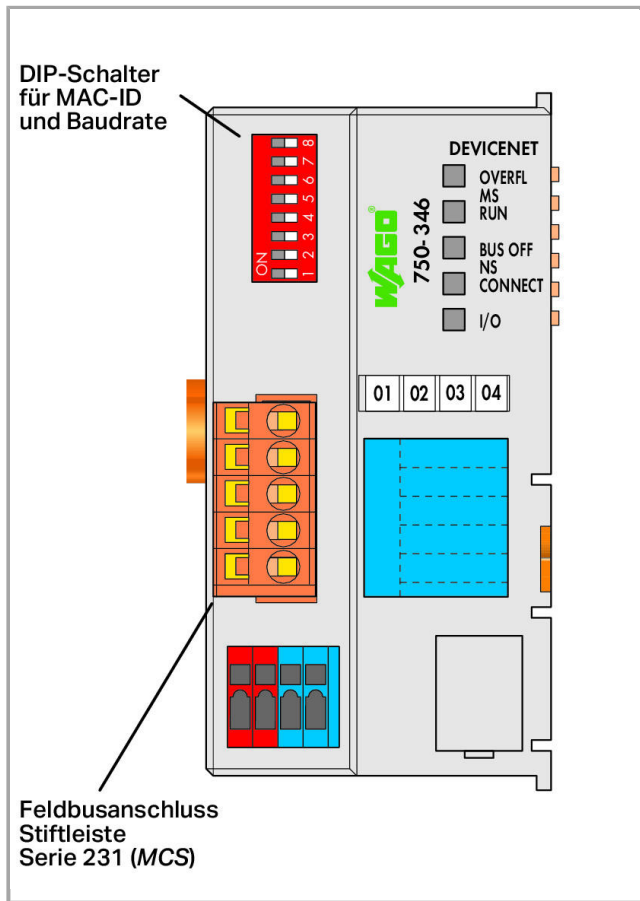 DIP-Schalter
für MAC-ID
und Baudrate
ON
1 2 3 4 5 6 7 8
WAGO®
750-346
DEVICENET
OVERFL
MS
RUN
BUS OFF
NS
CONNECT
I/O
01 02 03 04
Feldbusanschluss
Stiftleiste
Serie 231 (MCS)